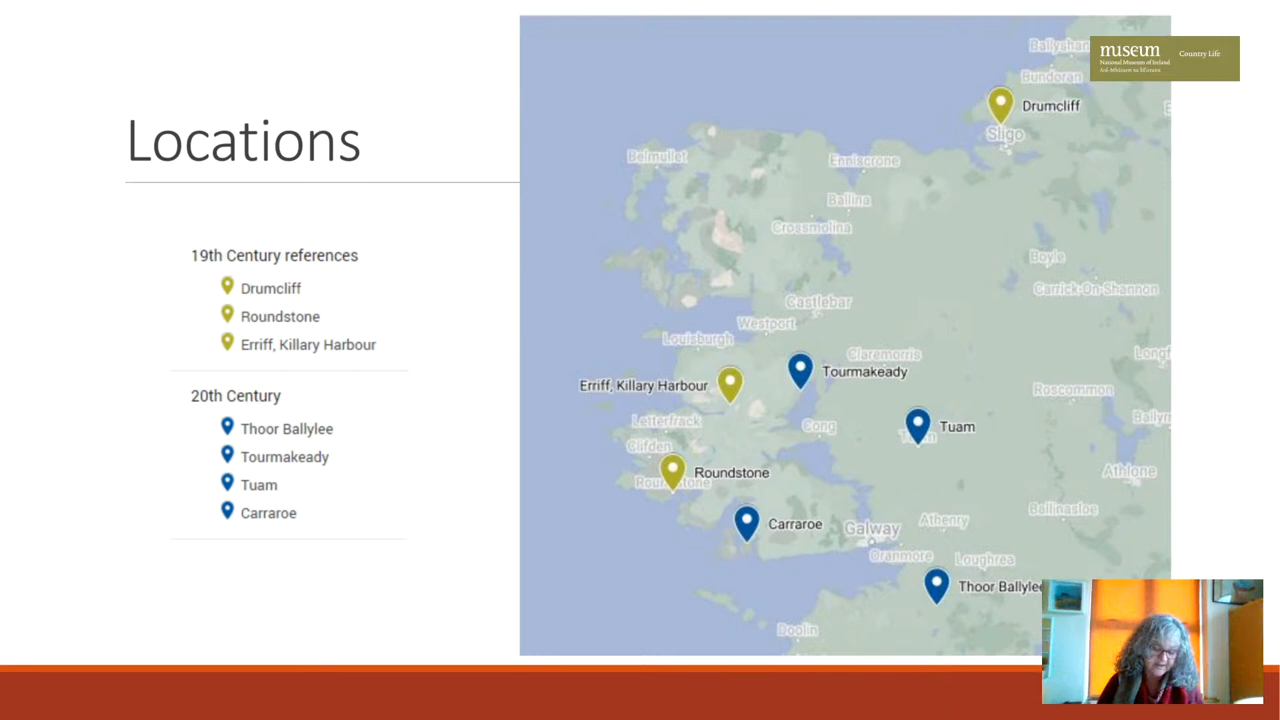 museum
Country Life
National Museum of Ireland
Locations
19th Century references
Drumcliff
Roundstone
Erriff, Killary Harbour
20th Century
Thoor Ballylee
Tourmakeady
Tuam
Carraroe
Bundoran
Drumcliff
Sligo
Belmullet
Enniscrone
Ballina
Crossmolina
Boyle
Carrick-On-Shannon
Castlebar
Westport
Louisburgh
Claremorris
Tourmakeady
Erriff, Killary Harbour
Roscommon
Letterfrack
Cong
Tuam
Clifden
Athlone
Roundstone
Ballinasloe
Carraroe
Galway
Athenry
Oranmore
Loughrea
Thoor Ballylee
Doolin